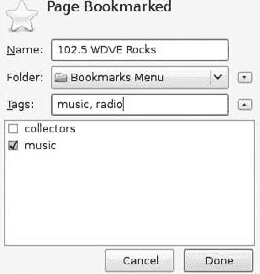 Page Bookmarked
Name: 102.5 WDVE Rocks
Folder: Bookmarks Menu
Tags: music, radio
collectors
music
Cancel Done